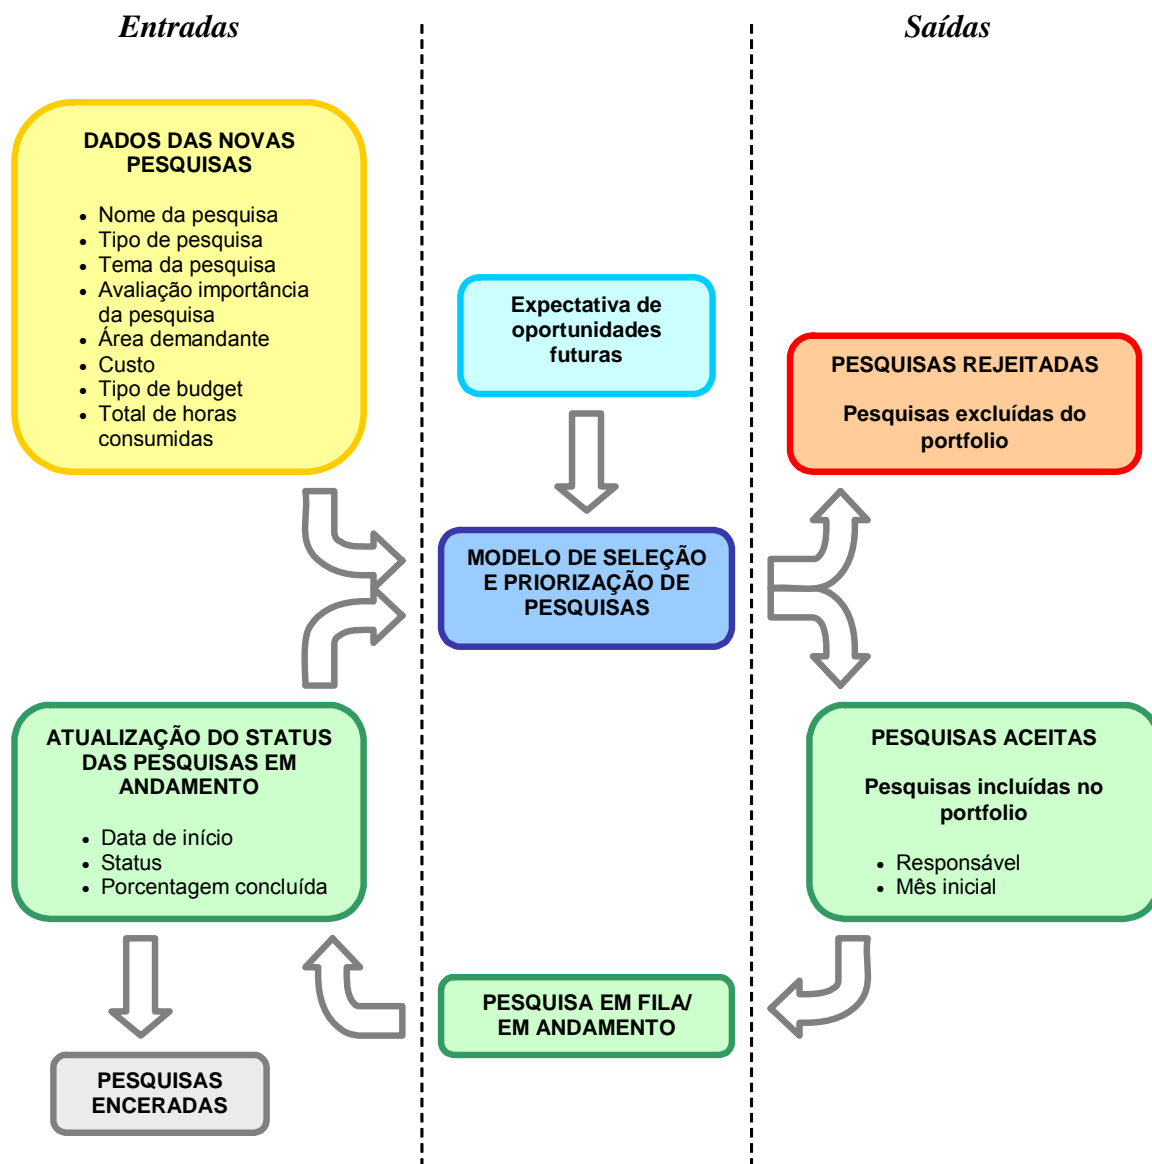 Entradas
Saídas
DADOS DAS NOVAS
PESQUISAS
• Nome da pesquisa
• Tipo de pesquisa
• Tema da pesquisa
• Avaliação importância
da pesquisa
• Área demandante
• Custo
• Tipo de budget
• Total de horas
consumidas
Expectativa de
oportunidades
futuras
PESQUISAS REJEITADAS
Pesquisas excluídas do
portfolio
MODELO DE SELEÇÃO
E PRIORIZAÇÃO DE
PESQUISAS
ATUALIZAÇÃO DO STATUS
DAS PESQUISAS EM
ANDAMENTO
• Data de início
• Status
• Porcentagem concluída
PESQUISAS ACEITAS
Pesquisas incluídas no
portfolio
• Responsável
• Mês inicial
PESQUISA EM FILA/
EM ANDAMENTO
PESQUISAS
ENCERADAS